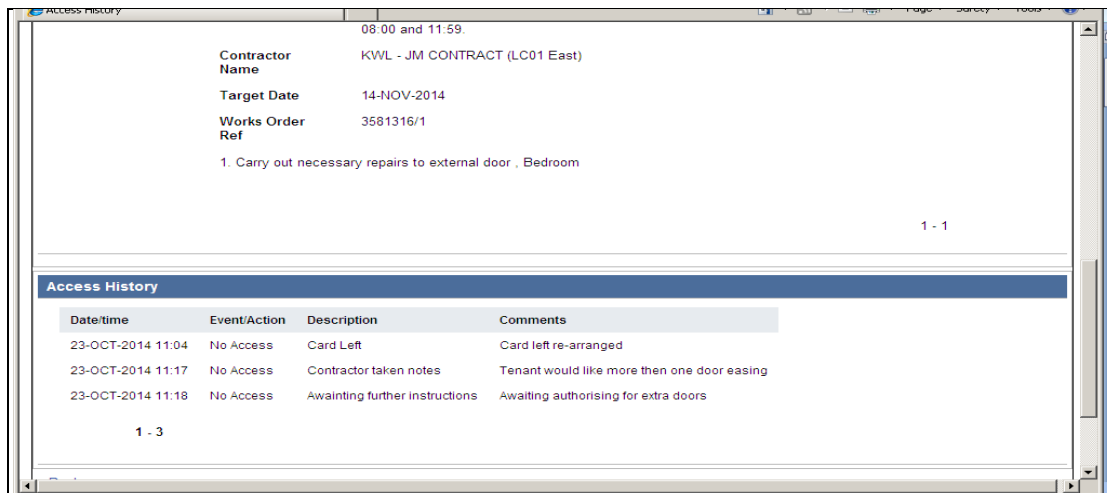 Access History
Page Safety Tools
08:00 and 11:59.
Contractor Name KWL - JM CONTRACT (LC01 East)
Target Date 14-NOV-2014
Works Order Ref 3581316/1
1. Carry out necessary repairs to external door , Bedroom
1 - 1
Access History
Date/time Event/Action Description Comments
23-OCT-2014 11:04 No Access Card Left Card left re-arranged
23-OCT-2014 11:17 No Access Contractor taken notes Tenant would like more then one door easing
23-OCT-2014 11:18 No Access Awainting further instructions Awaiting authorising for extra doors
1 - 3